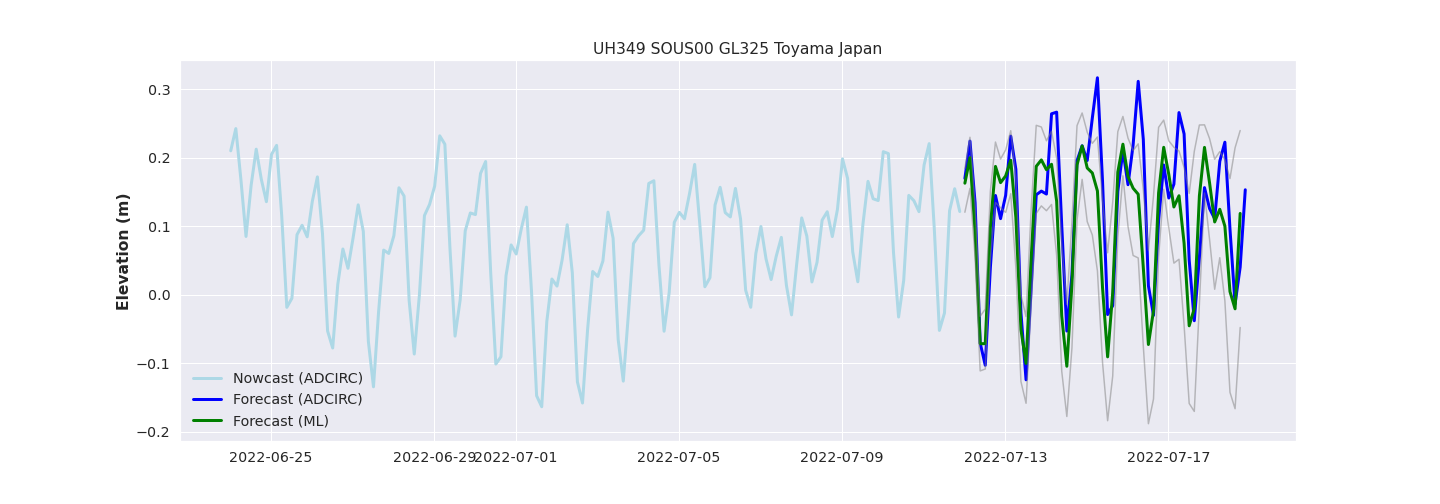 UH349 SOUS00 GL325 Toyama Japan
Elevation (m)
0.3
0.2
0.1
0.0
−0.1
−0.2
Nowcast (ADCIRC)
Forecast (ADCIRC)
Forecast (ML)
2022-06-25 2022-06-29 2022-07-01 2022-07-05 2022-07-09 2022-07-13 2022-07-17